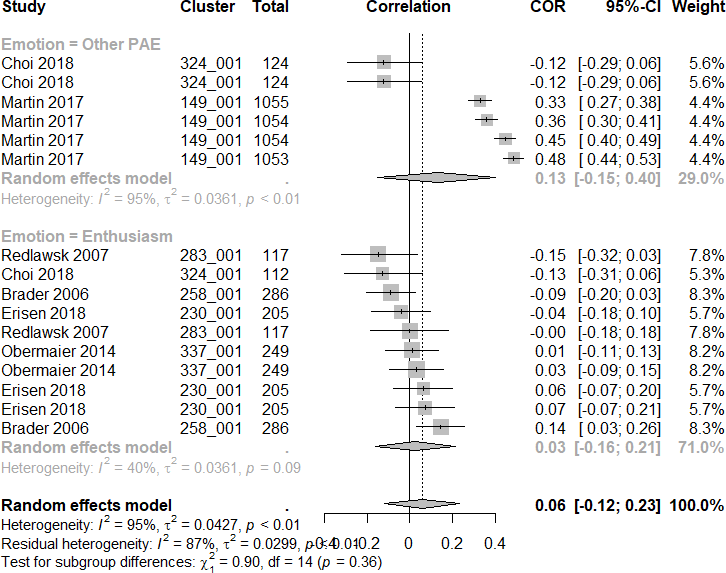 Study Cluster Total Correlation COR 95%-CI Weight
Emotion = Other PAE
Choi 2018 324_001 124 -0.12 [-0.29; 0.06] 5.6%
Choi 2018 324_001 124 -0.12 [-0.29; 0.06] 5.6%
Martin 2017 149_001 1055 0.33 [ 0.27; 0.38] 4.4%
Martin 2017 149_001 1054 0.36 [ 0.30; 0.41] 4.4%
Martin 2017 149_001 1054 0.45 [ 0.40; 0.49] 4.4%
Martin 2017 149_001 1053 0.48 [ 0.44; 0.53] 4.4%
Random effects model . 0.13 [-0.15; 0.40] 29.0%
Heterogeneity: I² = 95%, τ² = 0.0361, p < 0.01
Emotion = Enthusiasm
Redlawsk 2007 283_001 117 -0.15 [-0.32; 0.03] 7.8%
Choi 2018 324_001 112 -0.13 [-0.31; 0.06] 5.7%
Brader 2006 258_001 286 -0.09 [-0.20; 0.03] 8.3%
Erisen 2018 230_001 205 -0.04 [-0.18; 0.10] 5.7%
Redlawsk 2007 283_001 117 -0.00 [-0.18; 0.18] 7.8%
Obermaier 2014 337_001 249 0.01 [-0.11; 0.13] 6.8%
Obermaier 2014 337_001 249 0.03 [-0.09; 0.15] 6.8%
Erisen 2018 230_001 205 0.06 [-0.07; 0.20] 5.7%
Erisen 2018 230_001 205 0.07 [-0.07; 0.21] 5.7%
Brader 2006 258_001 286 0.14 [ 0.03; 0.26] 8.3%
Random effects model . 0.03 [-0.16; 0.21] 71.0%
Heterogeneity: I² = 40%, τ² = 0.0361, p = 0.09
Random effects model . 0.06 [-0.12; 0.23] 100.0%
Heterogeneity: I² = 95%, τ² = 0.0427, p < 0.01
Residual heterogeneity: I² = 87%, τ² = 0.0299, p < 0.01
-0.4 0.2 0 0.2 0.4
Test for subgroup differences: χ₁² = 0.90, df = 14 (p = 0.36)